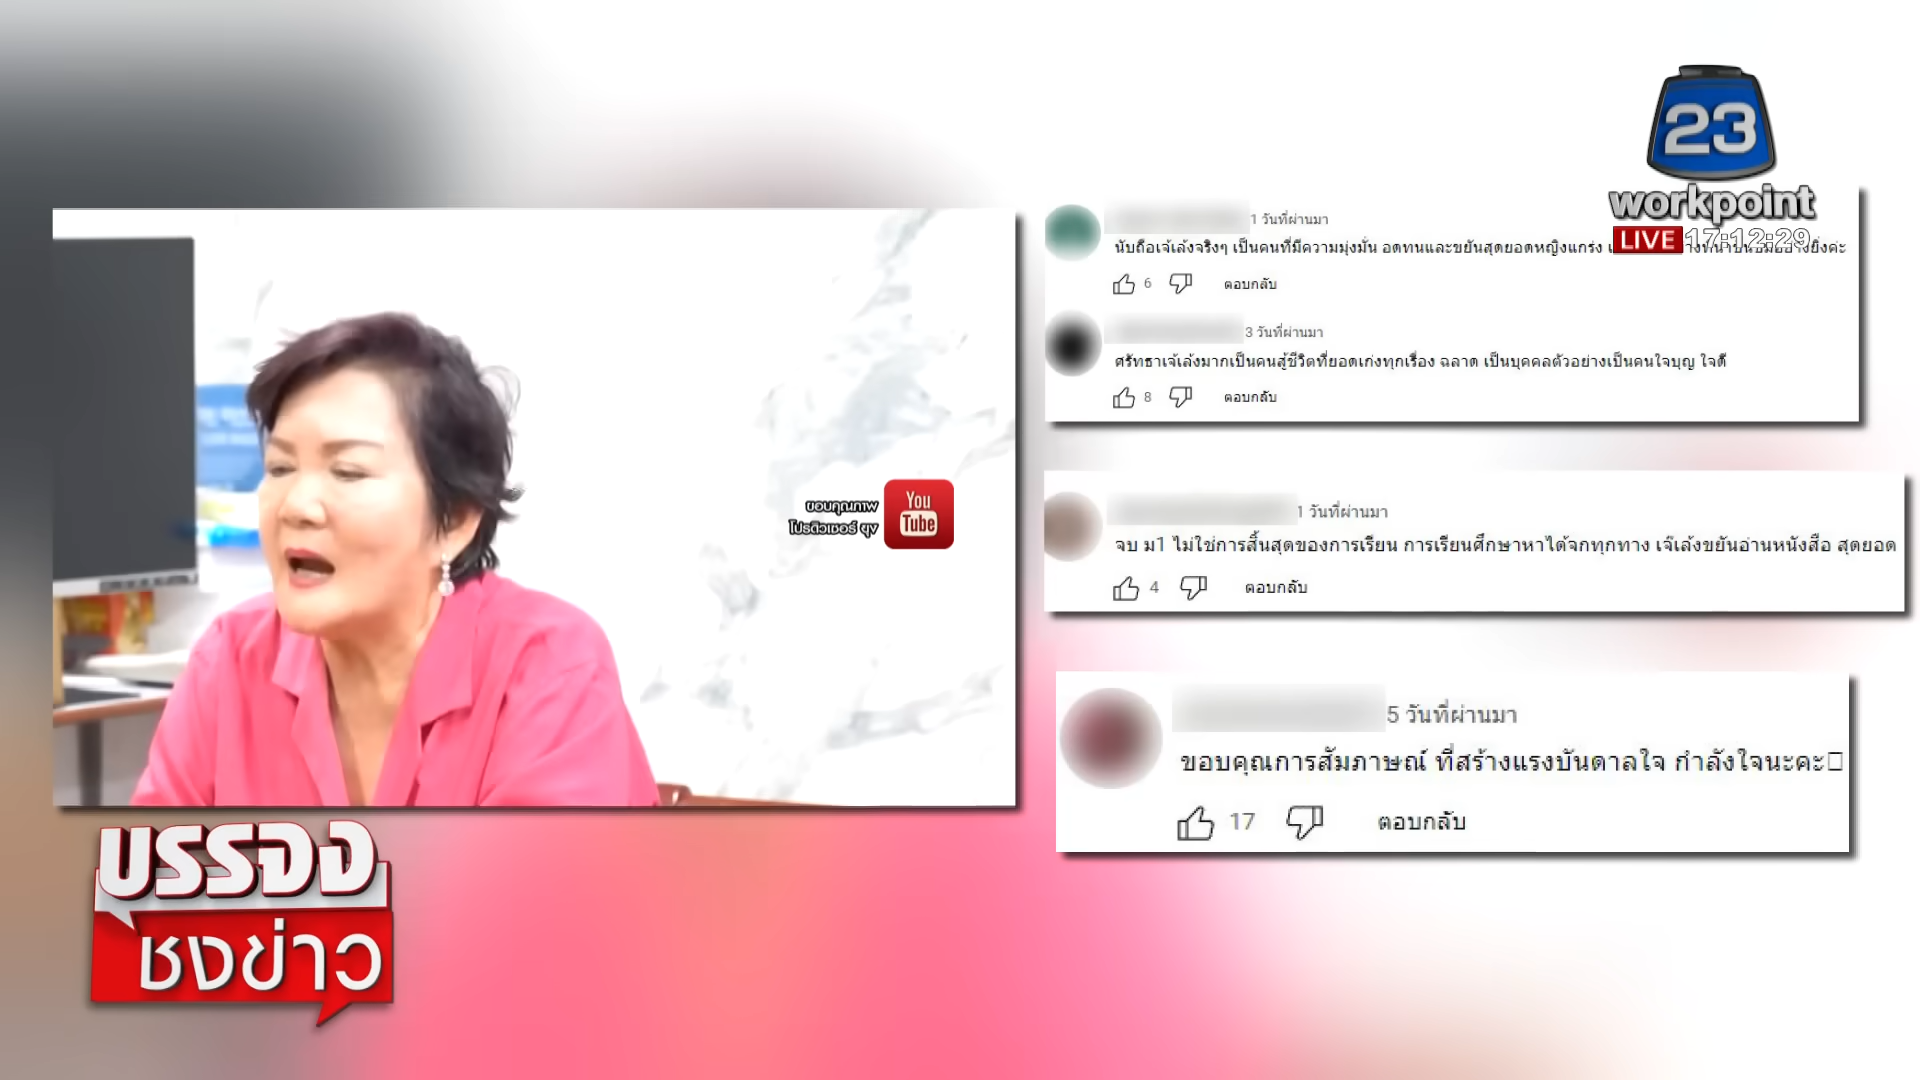 23
workpoint
LIVE 17:12:29
1 วันที่ผ่านมา
นับถือเจ้เล้งจริงๆ เป็นคนที่มีความมุ่งมั่น อดทนและขยันสุดยอดหญิงแกร่ง
6 ตอบกลับ
3 วันที่ผ่านมา
ศรัทธาเจ้เล้งมากเป็นคนสู้ชีวิตที่ยอดเก่งทุกเรื่อง ฉลาด เป็นบุคคลตัวอย่างเป็นคนใจบุญ ใจดี
8 ตอบกลับ
ขอบคุณภาพ
โปรดิวเซอร์ ยุ่ง
You
Tube
1 วันที่ผ่านมา
จบ ม1 ไม่ใช่การสิ้นสุดของการเรียน การเรียนศึกษาหาได้จกทุกทาง เจ๊เล้งขยันอ่านหนังสือ สุดยอด
4 ตอบกลับ
5 วันที่ผ่านมา
ขอบคุณการสัมภาษณ์ ที่สร้างแรงบันดาลใจ กำลังใจนะคะ
17 ตอบกลับ
บรรจง
ชงข่าว